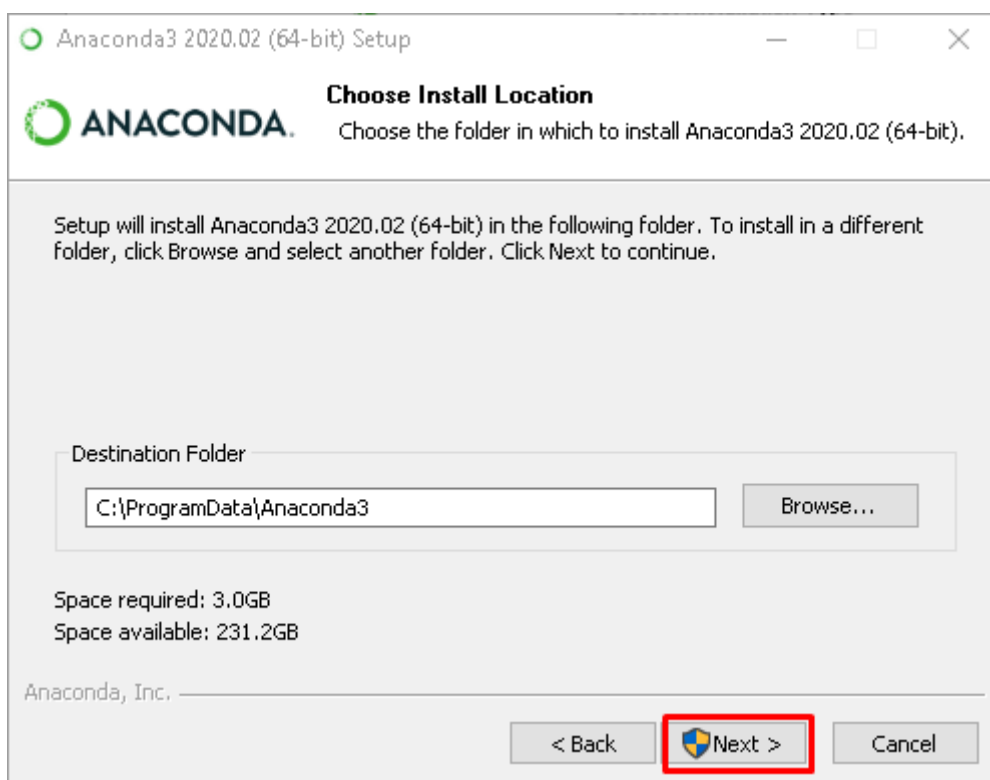 Anaconda3 2020.02 (64-bit) Setup
ANACONDA.
Choose Install Location
Choose the folder in which to install Anaconda3 2020.02 (64-bit).
Setup will install Anaconda3 2020.02 (64-bit) in the following folder. To install in a different
folder, click Browse and select another folder. Click Next to continue.
Destination Folder
C:\ProgramData\Anaconda3
Browse...
Space required: 3.0GB
Space available: 231.2GB
Anaconda, Inc.
< Back
Next >
Cancel